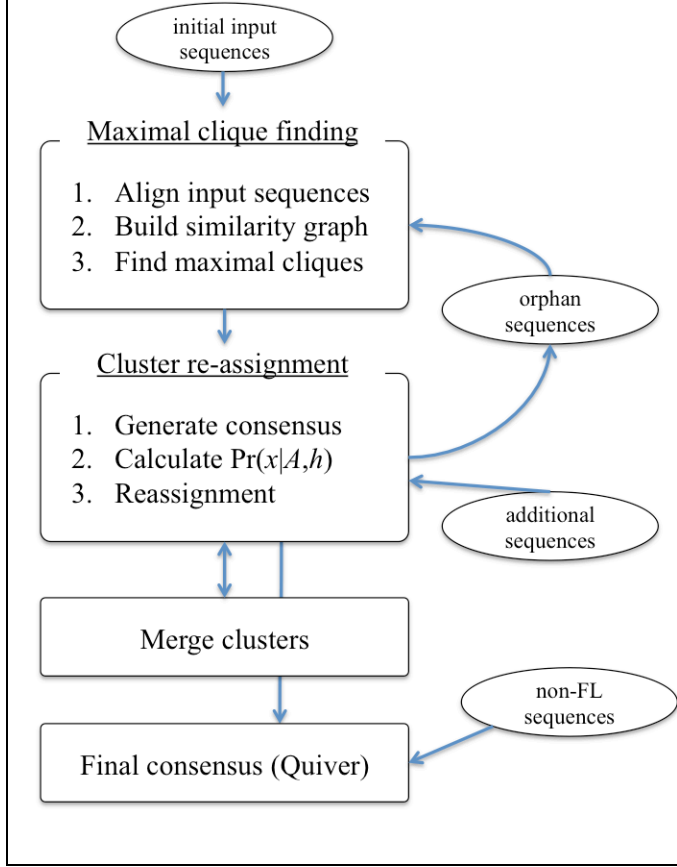 initial input
sequences
Maximal clique finding
1. Align input sequences
2. Build similarity graph
3. Find maximal cliques
orphan
sequences
Cluster re-assignment
1. Generate consensus
2. Calculate Pr(x|A,h)
3. Reassignment
additional
sequences
Merge clusters
non-FL
sequences
Final consensus (Quiver)